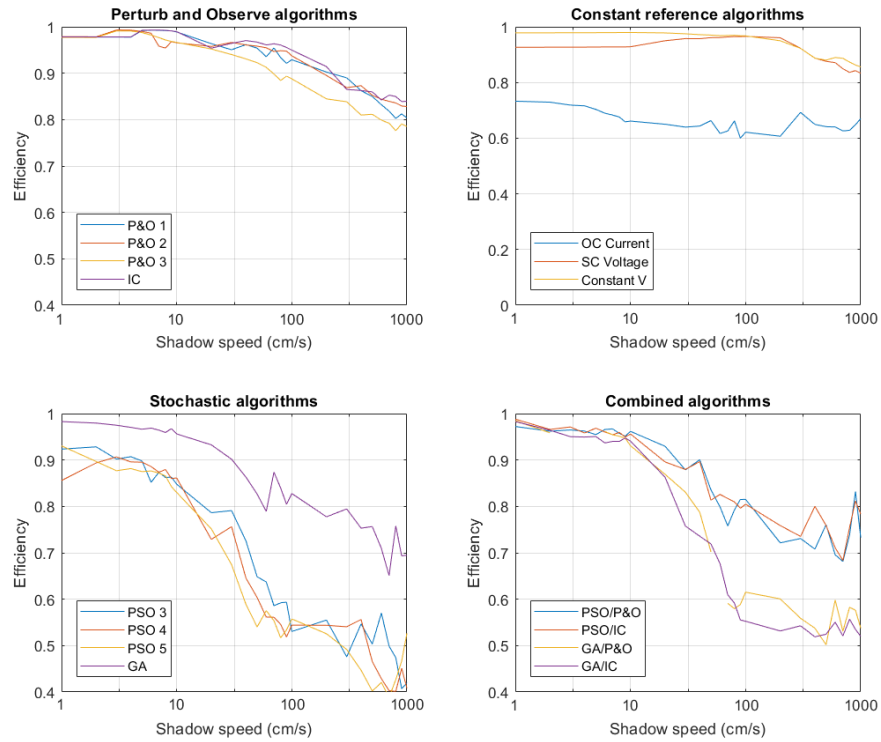 Perturb and Observe algorithms
1
0.9
0.8
0.7
0.6
0.5
0.4
Efficiency
P&O 1
P&O 2
P&O 3
IC
1
10
100
1000
Shadow speed (cm/s)
Constant reference algorithms
1
0.8
0.6
0.4
0.2
0
Efficiency
OC Current
SC Voltage
Constant V
1
10
100
1000
Shadow speed (cm/s)
Stochastic algorithms
1
0.9
0.8
0.7
0.6
0.5
0.4
Efficiency
PSO 3
PSO 4
PSO 5
GA
1
10
100
1000
Shadow speed (cm/s)
Combined algorithms
1
0.9
0.8
0.7
0.6
0.5
0.4
Efficiency
PSO/P&O
PSO/IC
GA/P&O
GA/IC
1
10
100
1000
Shadow speed (cm/s)